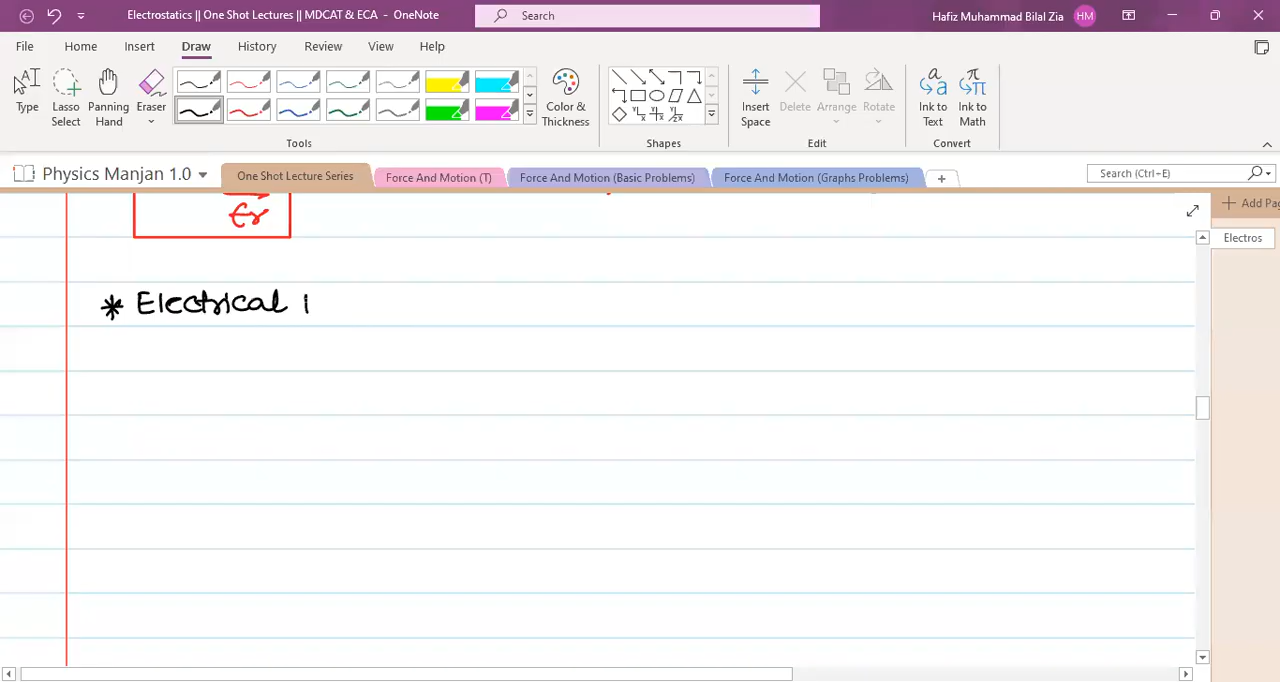 Electrostatics || One Shot Lectures || MDCAT & ECA - OneNote
Search
Hafiz Muhammad Bilal Zia HM
File Home Insert Draw History Review View Help
Type
Lasso Select
Panning Hand
Eraser
Color & Thickness
Insert Space
Delete
Arrange
Rotate
Ink to Text
Ink to Math
Tools Shapes Edit Convert
Physics Manjan 1.0
One Shot Lecture Series
Force And Motion (T)
Force And Motion (Basic Problems)
Force And Motion (Graphs Problems)
Search (Ctrl+E)
Add Pag
Electros
εr
* Electrical